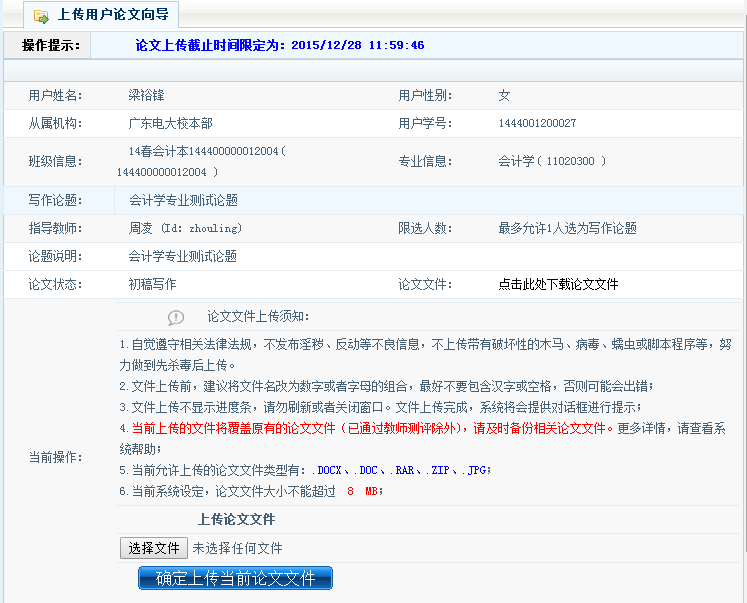 上传用户论文向导
操作提示： 论文上传截止时间限定为：2015/12/28 11:59:46
用户姓名： 梁裕锋 用户性别： 女
从属机构： 广东电大校本部 用户学号： 1444001200027
班级信息： 14春会计本144400000012004(
144400000012004 ) 专业信息： 会计学( 11020300 )
写作论题： 会计学专业测试论题
指导教师： 周凌 (Id: zhouling) 限选人数： 最多允许1人选为写作论题
论题说明： 会计学专业测试论题
论文状态： 初稿写作 论文文件： 点击此处下载论文文件
论文文件上传须知：
1.自觉遵守相关法律法规，不发布淫秽、反动等不良信息，不上传带有破坏性的木马、病毒、蠕虫或脚本程序等，努
力做到先杀毒后上传。
2.文件上传前，建议将文件名改为数字或者字母的组合，最好不要包含汉字或空格，否则可能会出错；
3.文件上传不显示进度条，请勿刷新或者关闭窗口。文件上传完成，系统将会提供对话框进行提示；
4.当前上传的文件将覆盖原有的论文文件（已通过教师测评除外），请及时备份相关论文文件。更多详情，请查看系
统帮助；
当前操作：
5.当前允许上传的论文文件类型有：.DOCX、.DOC、.RAR、.ZIP、.JPG；
6.当前系统设定，论文文件大小不能超过 8 MB；
上传论文文件
选择文件 未选择任何文件
确定上传当前论文文件